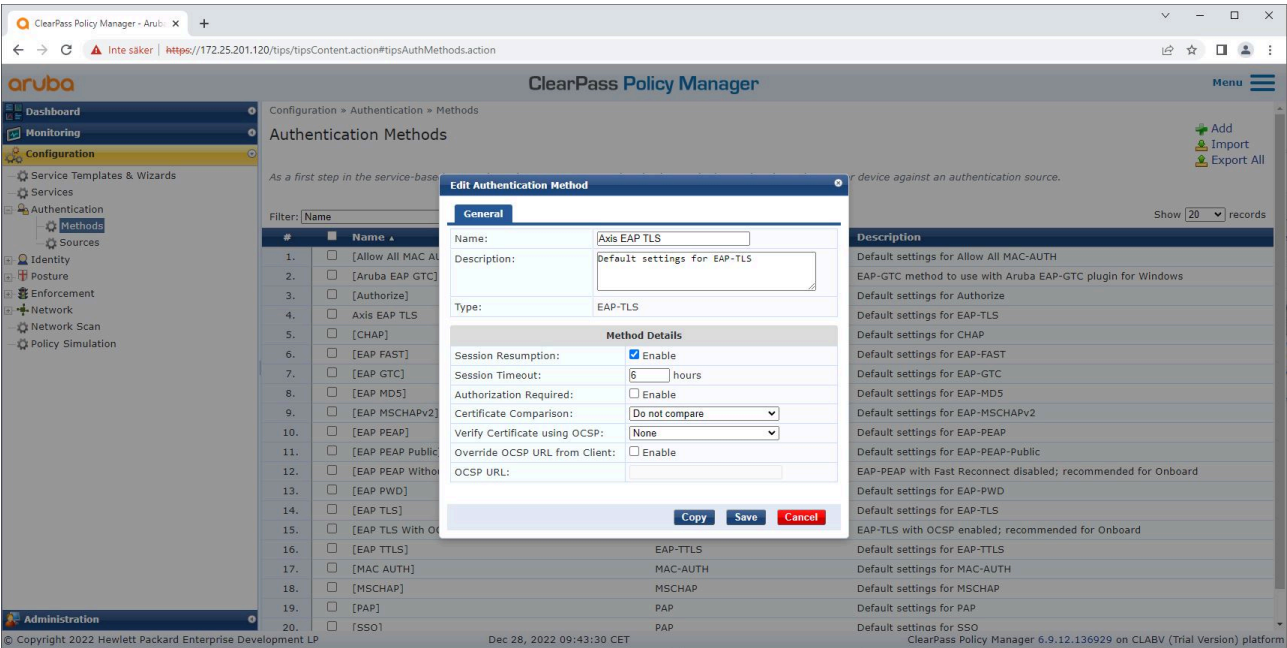 ClearPass Policy Manager - Arub
Inte säker https://172.25.201.120/tips/tipsContent.action#tipsAuthMethods.action
aruba ClearPass Policy Manager Menu
Dashboard
Monitoring
Configuration
Service Templates & Wizards
Services
Authentication
Methods
Sources
Identity
Posture
Enforcement
Network
Network Scan
Policy Simulation
Administration
Configuration » Authentication » Methods
Authentication Methods
Add
Import
Export All
As a first step in the service-base r device against an authentication source.
Filter: Name
Show 20 records
# Name Description
1. [Allow All MAC AU Default settings for Allow All MAC-AUTH
2. [Aruba EAP GTC] EAP-GTC method to use with Aruba EAP-GTC plugin for Windows
3. [Authorize] Default settings for Authorize
4. Axis EAP TLS Default settings for EAP-TLS
5. [CHAP] Default settings for CHAP
6. [EAP FAST] Default settings for EAP-FAST
7. [EAP GTC] Default settings for EAP-GTC
8. [EAP MD5] Default settings for EAP-MD5
9. [EAP MSCHAPv2] Default settings for EAP-MSCHAPv2
10. [EAP PEAP] Default settings for EAP-PEAP
11. [EAP PEAP Public Default settings for EAP-PEAP-Public
12. [EAP PEAP Witho EAP-PEAP with Fast Reconnect disabled; recommended for Onboard
13. [EAP PWD] Default settings for EAP-PWD
14. [EAP TLS] Default settings for EAP-TLS
15. [EAP TLS With OC EAP-TLS with OCSP enabled; recommended for Onboard
16. [EAP TTLS] EAP-TTLS Default settings for EAP-TTLS
17. [MAC AUTH] MAC-AUTH Default settings for MAC-AUTH
18. [MSCHAP] MSCHAP Default settings for MSCHAP
19. [PAP] PAP Default settings for PAP
20. [SSO] PAP Default settings for SSO
Edit Authentication Method
General
Name: Axis EAP TLS
Description: Default settings for EAP-TLS
Type: EAP-TLS
Method Details
Session Resumption: Enable
Session Timeout: 6 hours
Authorization Required: Enable
Certificate Comparison: Do not compare
Verify Certificate using OCSP: None
Override OCSP URL from Client: Enable
OCSP URL:
Copy Save Cancel
© Copyright 2022 Hewlett Packard Enterprise Development LP Dec 28, 2022 09:43:30 CET ClearPass Policy Manager 6.9.12.136929 on CLABV (Trial Version) platform